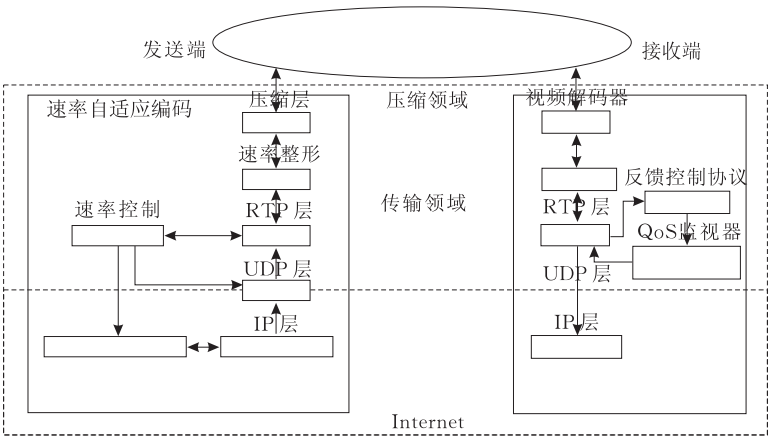 发送端
接收端
速率自适应编码
压缩层
压缩领域
视频解码器
速率整形
反馈控制协议
速率控制
RTP 层
传输领域
RTP 层
QoS监视器
UDP 层
UDP 层
IP 层
IP层
Internet